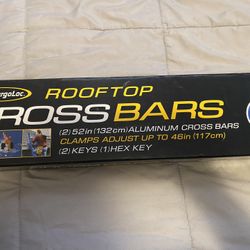 rgoLoc.
ROOFTOP
ROSS BARS
(2) 52in (132cm) ALUMINUM CROSS BARS
CLAMPS ADJUST UP TO 46in (117cm)
(2) KEYS (1) HEX KEY